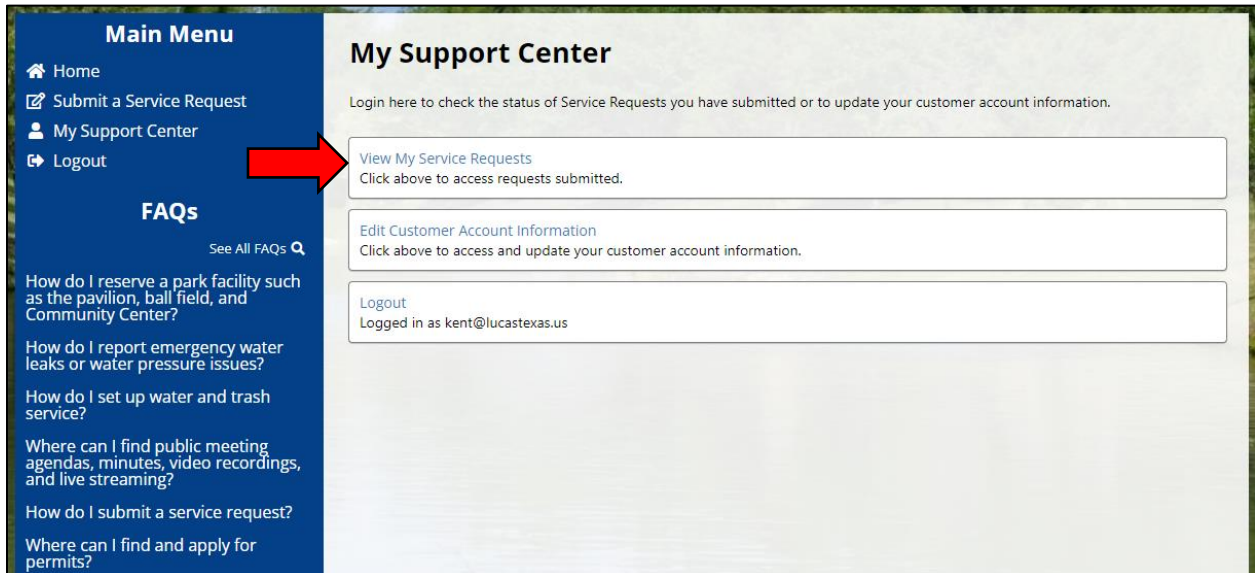 Main Menu
Home
Submit a Service Request
My Support Center
Logout
FAQs
See All FAQs
How do I reserve a park facility such
as the pavilion, ball field, and
Community Center?
How do I report emergency water
leaks or water pressure issues?
How do I set up water and trash
service?
Where can I find public meeting
agendas, minutes, video recordings,
and live streaming?
How do I submit a service request?
Where can I find and apply for
permits?
My Support Center
Login here to check the status of Service Requests you have submitted or to update your customer account information.
View My Service Requests
Click above to access requests submitted.
Edit Customer Account Information
Click above to access and update your customer account information.
Logout
Logged in as kent@lucastexas.us